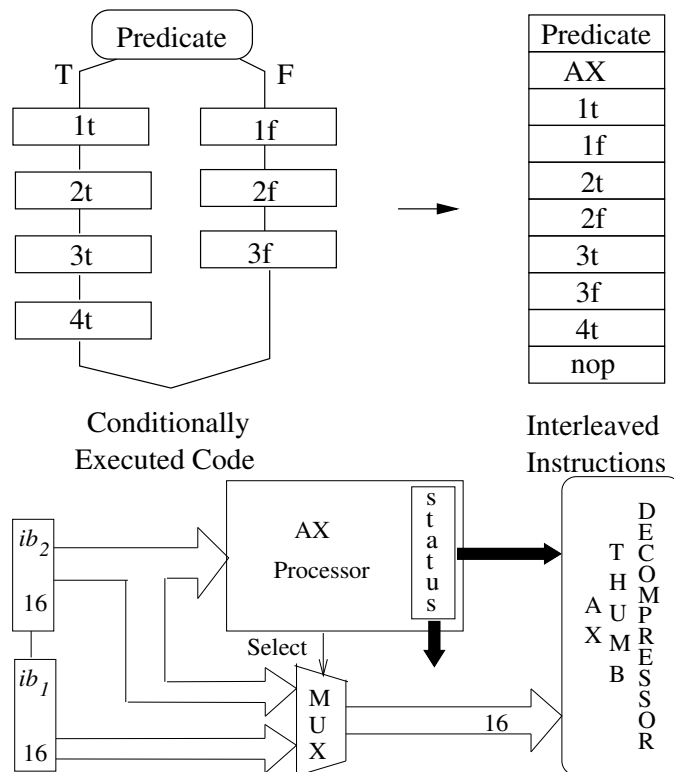 Predicate
T F
1t 1f
2t 2f
3t 3f
4t
Conditionally
Executed Code
Predicate
AX
1t
1f
2t
2f
3t
3f
4t
nop
Interleaved
Instructions
ib2
16
ib1
16
AX
Processor
status
Select
MUX
16
AX
THUMB
DECOMPRESSOR